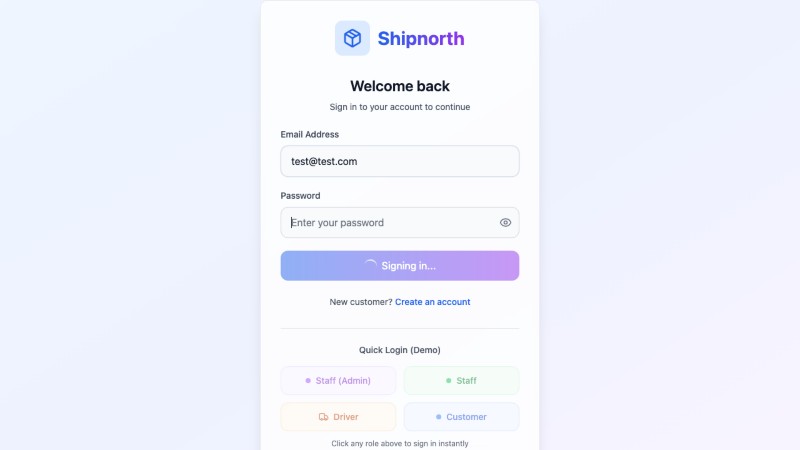 Shipnorth
Welcome back
Sign in to your account to continue
Email Address
test@test.com
Password
Enter your password
Signing in...
New customer? Create an account
Quick Login (Demo)
Staff (Admin)
Staff
Driver
Customer
Click any role above to sign in instantly